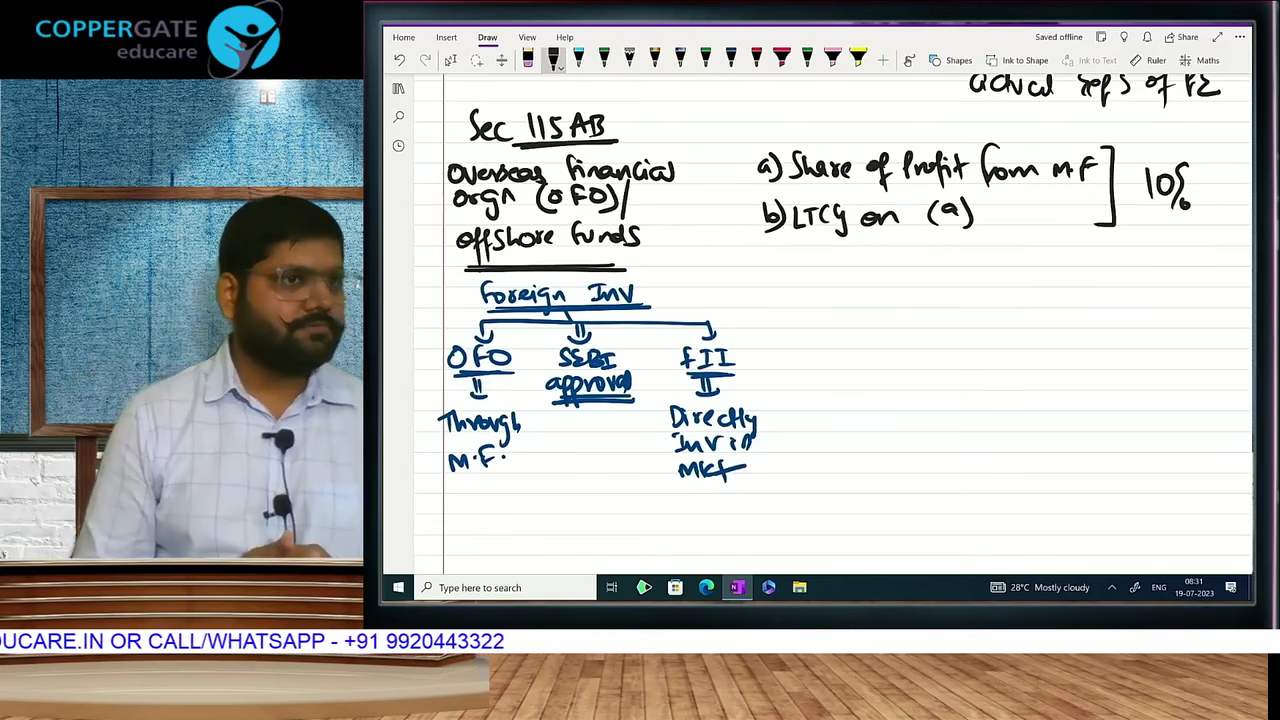 COPPERGATE
educare
Home Insert Draw View Help
Saved offline
Share
Shapes
Ink to Shape
Ink to Text
Ruler
Maths
actual
of
Sec 115AB
overseas financial
orgn (OFO)/
offshore funds
a) Share of Profit from M.F
b) LTCG on (a)
10%
Foreign Inv
OFO
SEBI
approval
FII
Through
M.F.
Directly
Inv in
Mkt
Type here to search
28°C Mostly cloudy
ENG
08:31
19-07-2023
DUCARE.IN OR CALL/WHATSAPP - +91 9920443322